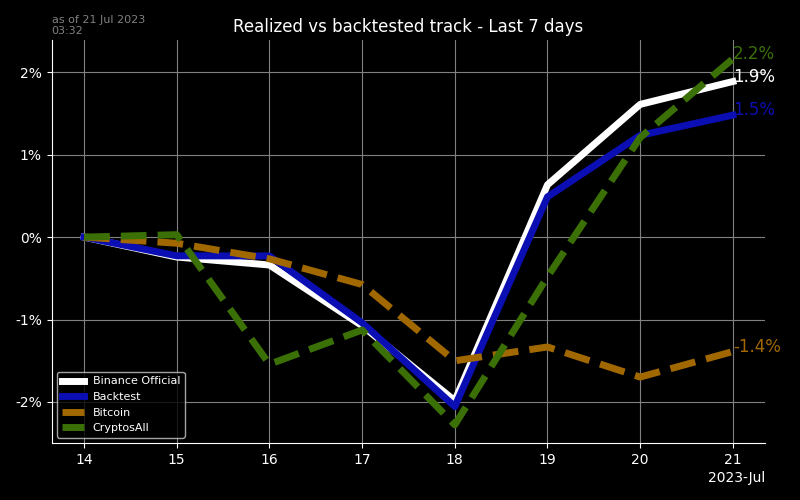 as of 21 Jul 2023
03:32
Realized vs backtested track - Last 7 days
2%
1%
0%
-1%
-2%
2.2%
1.9%
1.5%
-1.4%
Binance Official
Backtest
Bitcoin
CryptosAll
14 15 16 17 18 19 20 21
2023-Jul